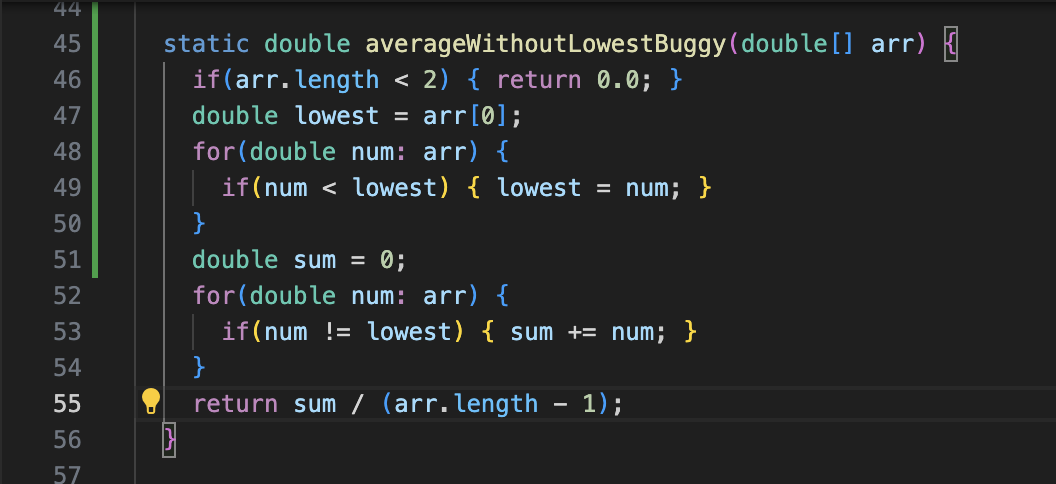 44
45 static double averageWithoutLowestBuggy(double[] arr) {
46 if(arr.length < 2) { return 0.0; }
47 double lowest = arr[0];
48 for(double num: arr) {
49 if(num < lowest) { lowest = num; }
50 }
51 double sum = 0;
52 for(double num: arr) {
53 if(num != lowest) { sum += num; }
54 }
55 return sum / (arr.length - 1);
56 }
57